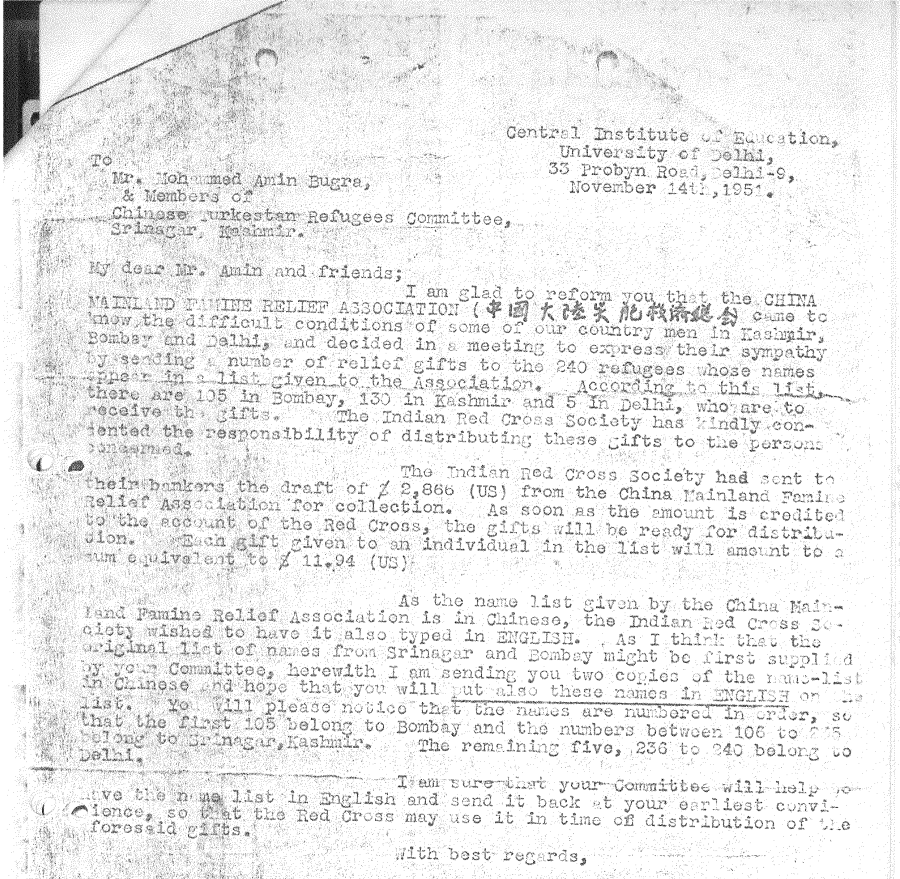 Central Institute of Education,
University of Delhi,
33 Probyn Road, Delhi-9,
November 14th, 1951.
To
Mr. Mohammed Amin Bugra,
& Members of
Chinese Turkestan Refugees Committee,
Srinagar, Kashmir.
My dear Mr. Amin and friends;
I am glad to reform you that the CHINA
MAINLAND FAMINE RELIEF ASSOCIATION (中國大陸災胞救濟總会) came to
know the difficult conditions of some of our country men in Kashmir,
Bombay and Delhi, and decided in a meeting to express their sympathy
by sending a number of relief gifts to the 240 refugees whose names
appear in a list given to the Association. According to this list,
there are 105 in Bombay, 130 in Kashmir and 5 in Delhi, who are to
receive the gifts. The Indian Red Cross Society has kindly con-
sented the responsibility of distributing these gifts to the persons
concerned.
The Indian Red Cross Society had sent to
their bankers the draft of $ 2,866 (US) from the China Mainland Famine
Relief Association for collection. As soon as the amount is credited
to the account of the Red Cross, the gifts will be ready for distribu-
tion. Each gift given to an individual in the list will amount to a
sum equivalent to $ 11.94 (US)
As the name list given by the China Main-
land Famine Relief Association is in Chinese, the Indian Red Cross So-
ciety wished to have it also typed in ENGLISH. As I think that the
original list of names from Srinagar and Bombay might be first supplied
by your Committee, herewith I am sending you two copies of the name-list
in Chinese and hope that you will put also these names in ENGLISH on the
list. You will please notice that the names are numbered in order, so
that the first 105 belong to Bombay and the numbers between 106 to 235
belong to Srinagar, Kashmir. The remaining five, 236 to 240 belong to
Delhi.
I am sure that your Committee will help to
have the name list in English and send it back at your earliest convi-
ience, so that the Red Cross may use it in time of distribution of the
foresaid gifts.
With best regards,